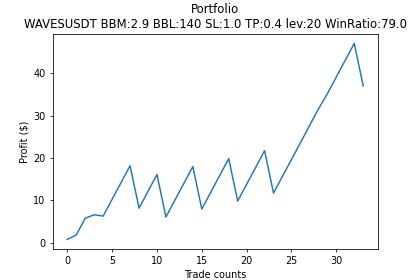 Portfolio
WAVESUSDT BBM:2.9 BBL:140 SL:1.0 TP:0.4 lev:20 WinRatio:79.0
40
30
20
10
0
Profit ($)
0 5 10 15 20 25 30
Trade counts